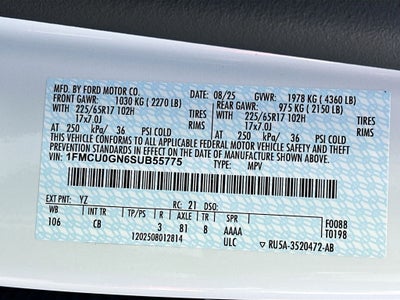 MFD. BY FORD MOTOR CO.
DATE: 08/25 GVWR: 1978 KG ( 4360 LB)
FRONT GAWR: 1030 KG ( 2270 LB) REAR GAWR: 975 KG ( 2150 LB)
WITH 225/65R17 102H TIRES WITH 225/65R17 102H TIRES
17x7.0J RIMS 17x7.0J RIMS
AT 250 kPa/ 36 PSI COLD AT 250 kPa/ 36 PSI COLD
THIS VEHICLE CONFORMS TO ALL APPLICABLE FEDERAL MOTOR VEHICLE SAFETY AND THEFT
PREVENTION STANDARDS IN EFFECT ON THE DATE OF MANUFACTURE SHOWN ABOVE.
VIN: 1FMCU0GN6SUB55775
TYPE: MPV
EXT PNT: YZ RC: 21 DSO:
WB INT TR TP/PS R AXLE TR SPR
106 CB 3 81 8 AAAA
ULC
F0088
T0198
1202508012814
RU5A-3520472-AB